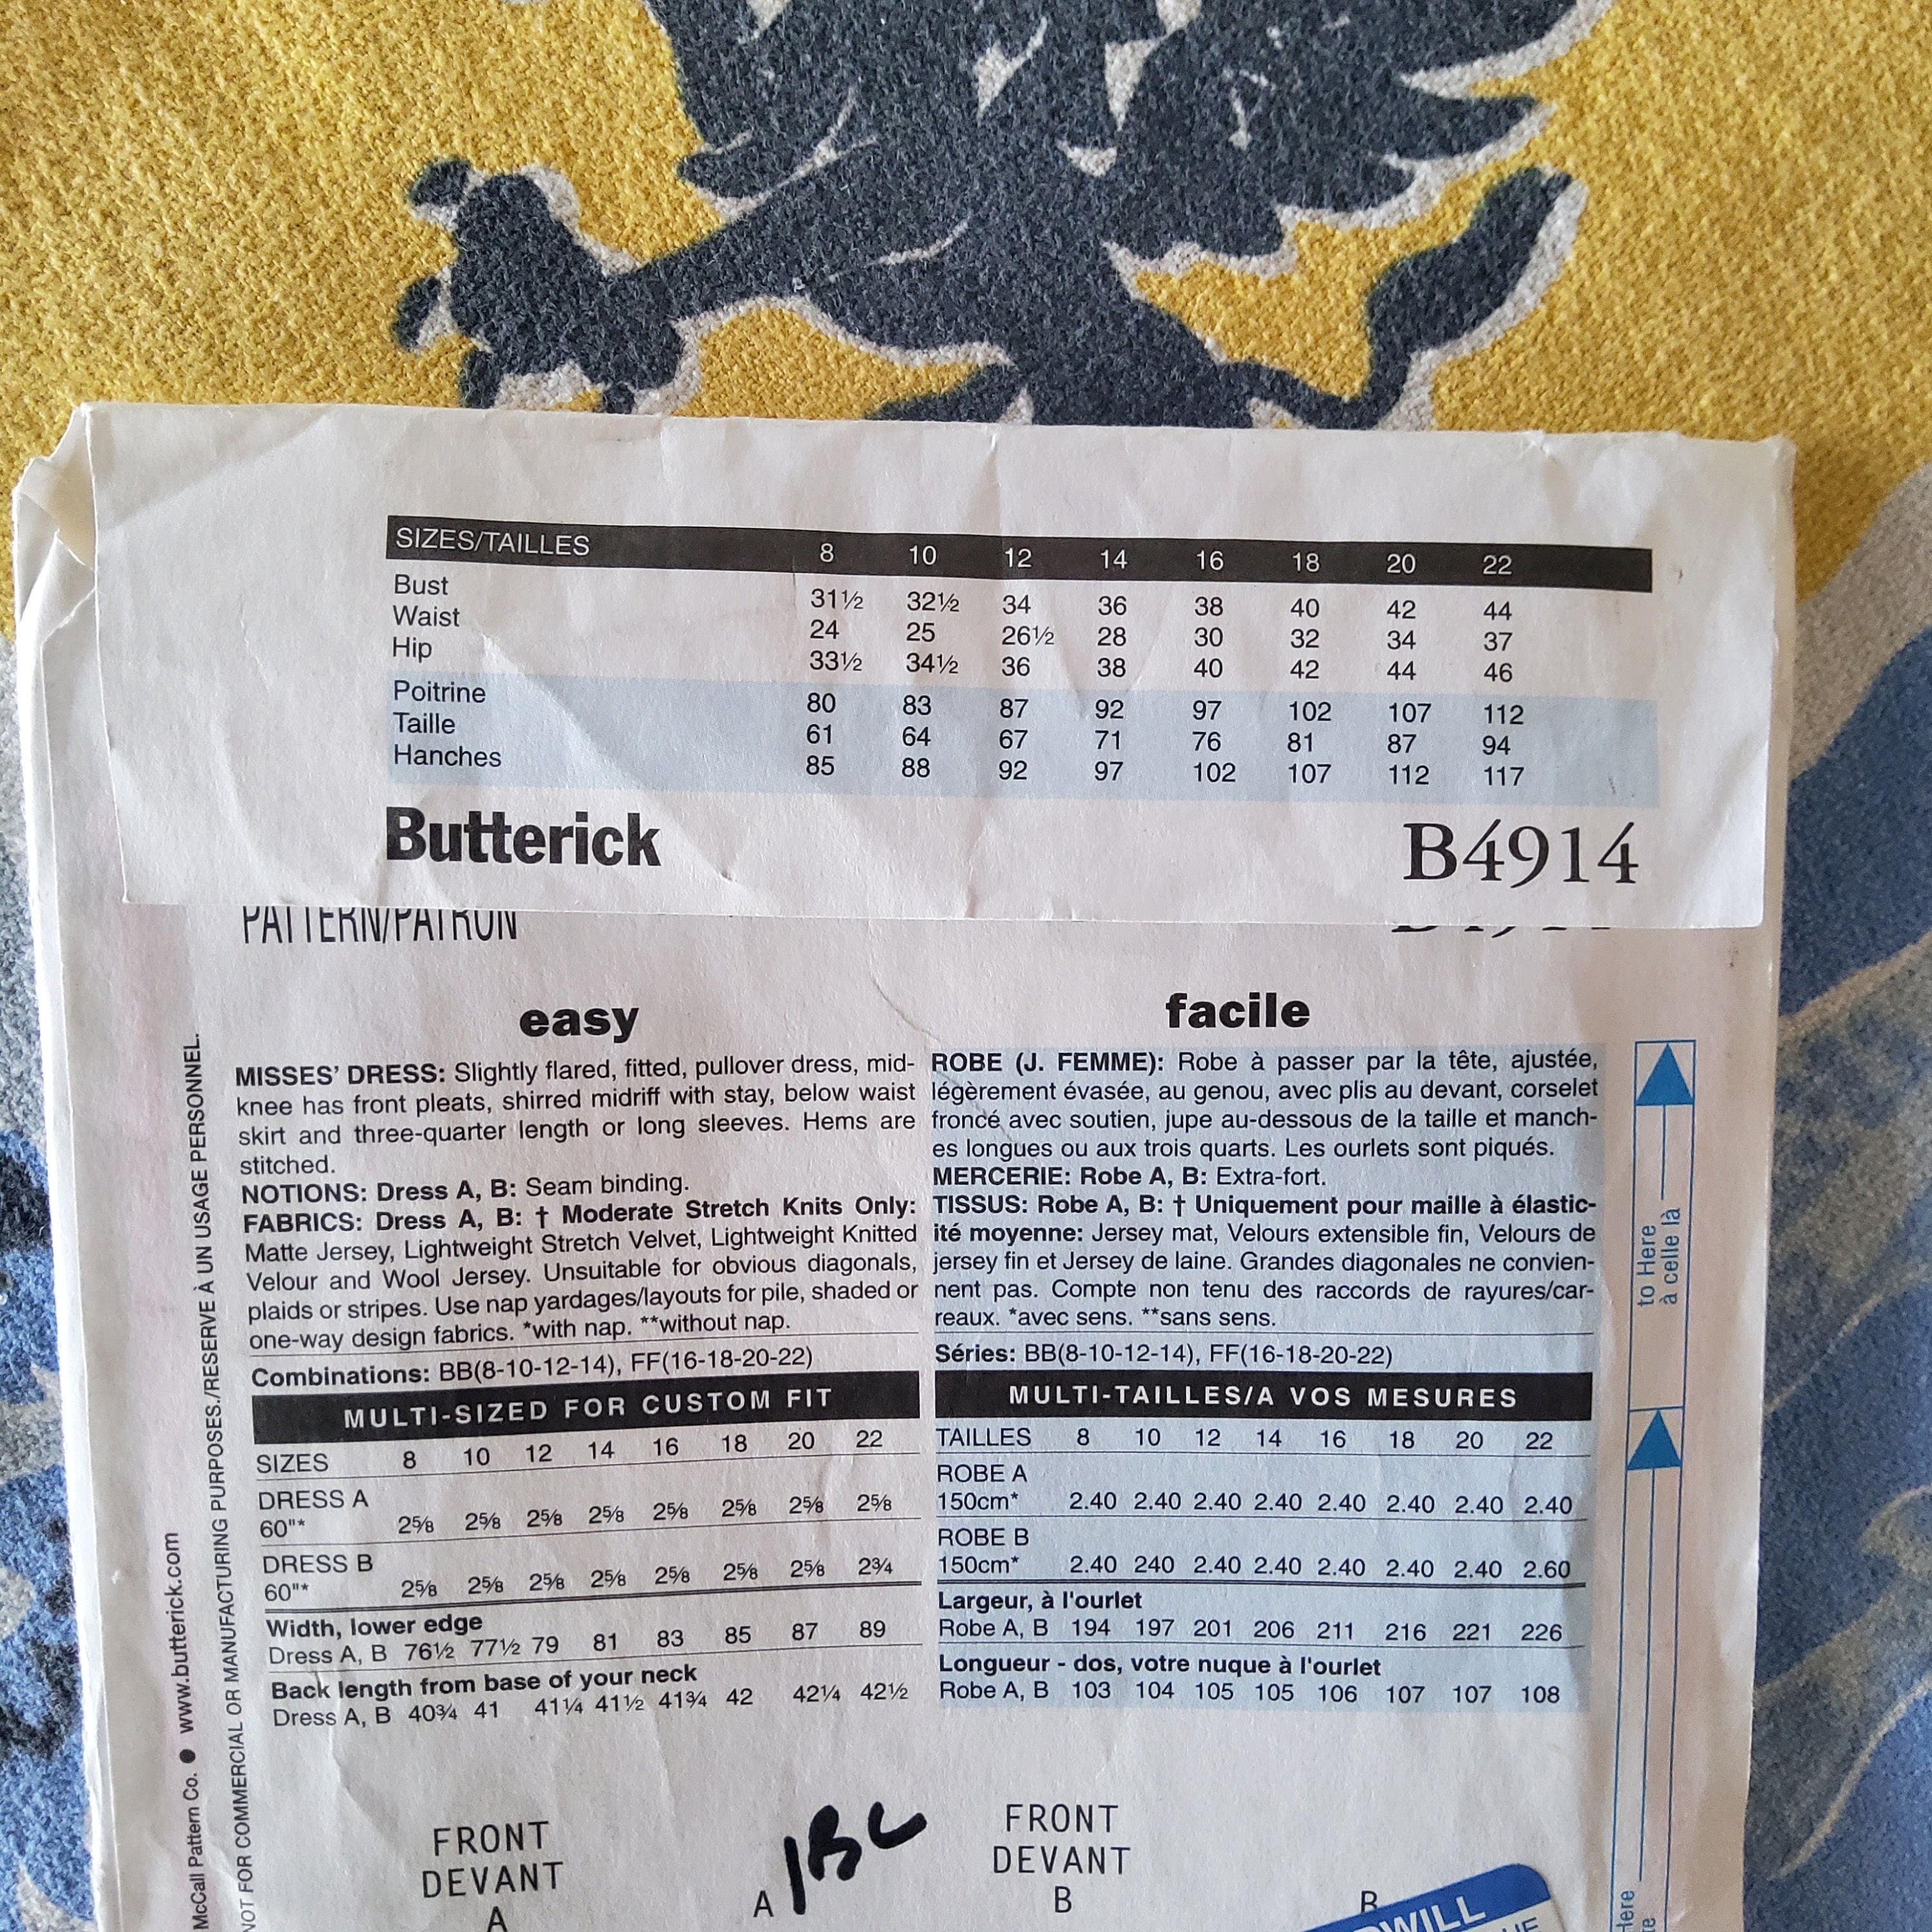 SIZES/TAILLES 8 10 12 14 16 18 20 22
Bust 31½ 32½ 34 36 38 40 42 44
Waist 24 25 26½ 28 30 32 34 37
Hip 33½ 34½ 36 38 40 42 44 46
Poitrine 80 83 87 92 97 102 107 112
Taille 61 64 67 71 76 81 87 94
Hanches 85 88 92 97 102 107 112 117
Butterick B4914
PATTERN/PATRON
easy
MISSES' DRESS: Slightly flared, fitted, pullover dress, mid-
knee has front pleats, shirred midriff with stay, below waist
skirt and three-quarter length or long sleeves. Hems are
stitched.
NOTIONS: Dress A, B: Seam binding.
FABRICS: Dress A, B: † Moderate Stretch Knits Only:
Matte Jersey, Lightweight Stretch Velvet, Lightweight Knitted
Velour and Wool Jersey. Unsuitable for obvious diagonals,
plaids or stripes. Use nap yardages/layouts for pile, shaded or
one-way design fabrics. *with nap. **without nap.
Combinations: BB(8-10-12-14), FF(16-18-20-22)
MULTI-SIZED FOR CUSTOM FIT
SIZES 8 10 12 14 16 18 20 22
DRESS A
60"* 2⅝ 2⅝ 2⅝ 2⅝ 2⅝ 2⅝ 2⅝ 2⅝
DRESS B
60"* 2⅝ 2⅝ 2⅝ 2⅝ 2⅝ 2⅝ 2⅝ 2¾
Width, lower edge
Dress A, B 76½ 77½ 79 81 83 85 87 89
Back length from base of your neck
Dress A, B 40¾ 41 41¼ 41½ 41¾ 42 42¼ 42½
facile
ROBE (J. FEMME): Robe à passer par la tête, ajustée,
légèrement évasée, au genou, avec plis au devant, corselet
froncé avec soutien, jupe au-dessous de la taille et manch-
es longues ou aux trois quarts. Les ourlets sont piqués.
MERCERIE: Robe A, B: Extra-fort.
TISSUS: Robe A, B: † Uniquement pour maille à élastic-
ité moyenne: Jersey mat, Velours extensible fin, Velours de
jersey fin et Jersey de laine. Grandes diagonales ne convien-
nent pas. Compte non tenu des raccords de rayures/car-
reaux. *avec sens. **sans sens.
Séries: BB(8-10-12-14), FF(16-18-20-22)
MULTI-TAILLES/A VOS MESURES
TAILLES 8 10 12 14 16 18 20 22
ROBE A
150cm* 2.40 2.40 2.40 2.40 2.40 2.40 2.40 2.40
ROBE B
150cm* 2.40 240 2.40 2.40 2.40 2.40 2.40 2.60
Largeur, à l'ourlet
Robe A, B 194 197 201 206 211 216 221 226
Longueur - dos, votre nuque à l'ourlet
Robe A, B 103 104 105 105 106 107 107 108
FRONT
DEVANT
A
A
FRONT
DEVANT
B
B
McCall Pattern Co. ● www.butterick.com
NOT FOR COMMERCIAL OR MANUFACTURING PURPOSES./RESERVE À UN USAGE PERSONNEL.
to Here
à celle là
Here